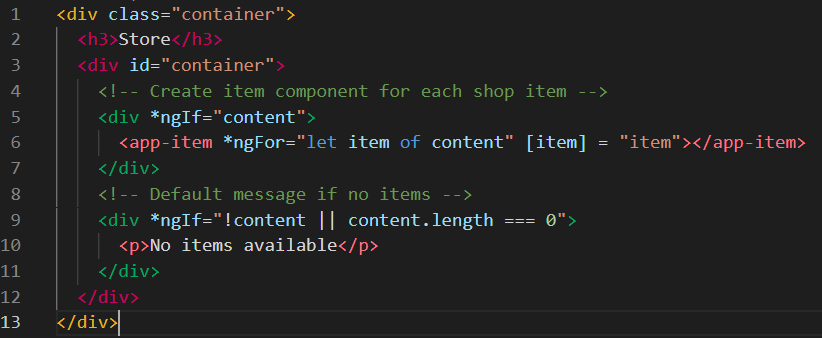 1 <div class="container">
2 <h3>Store</h3>
3 <div id="container">
4 <!-- Create item component for each shop item -->
5 <div *ngIf="content">
6 <app-item *ngFor="let item of content" [item] = "item"></app-item>
7 </div>
8 <!-- Default message if no items -->
9 <div *ngIf="!content || content.length === 0">
10 <p>No items available</p>
11 </div>
12 </div>
13 </div>